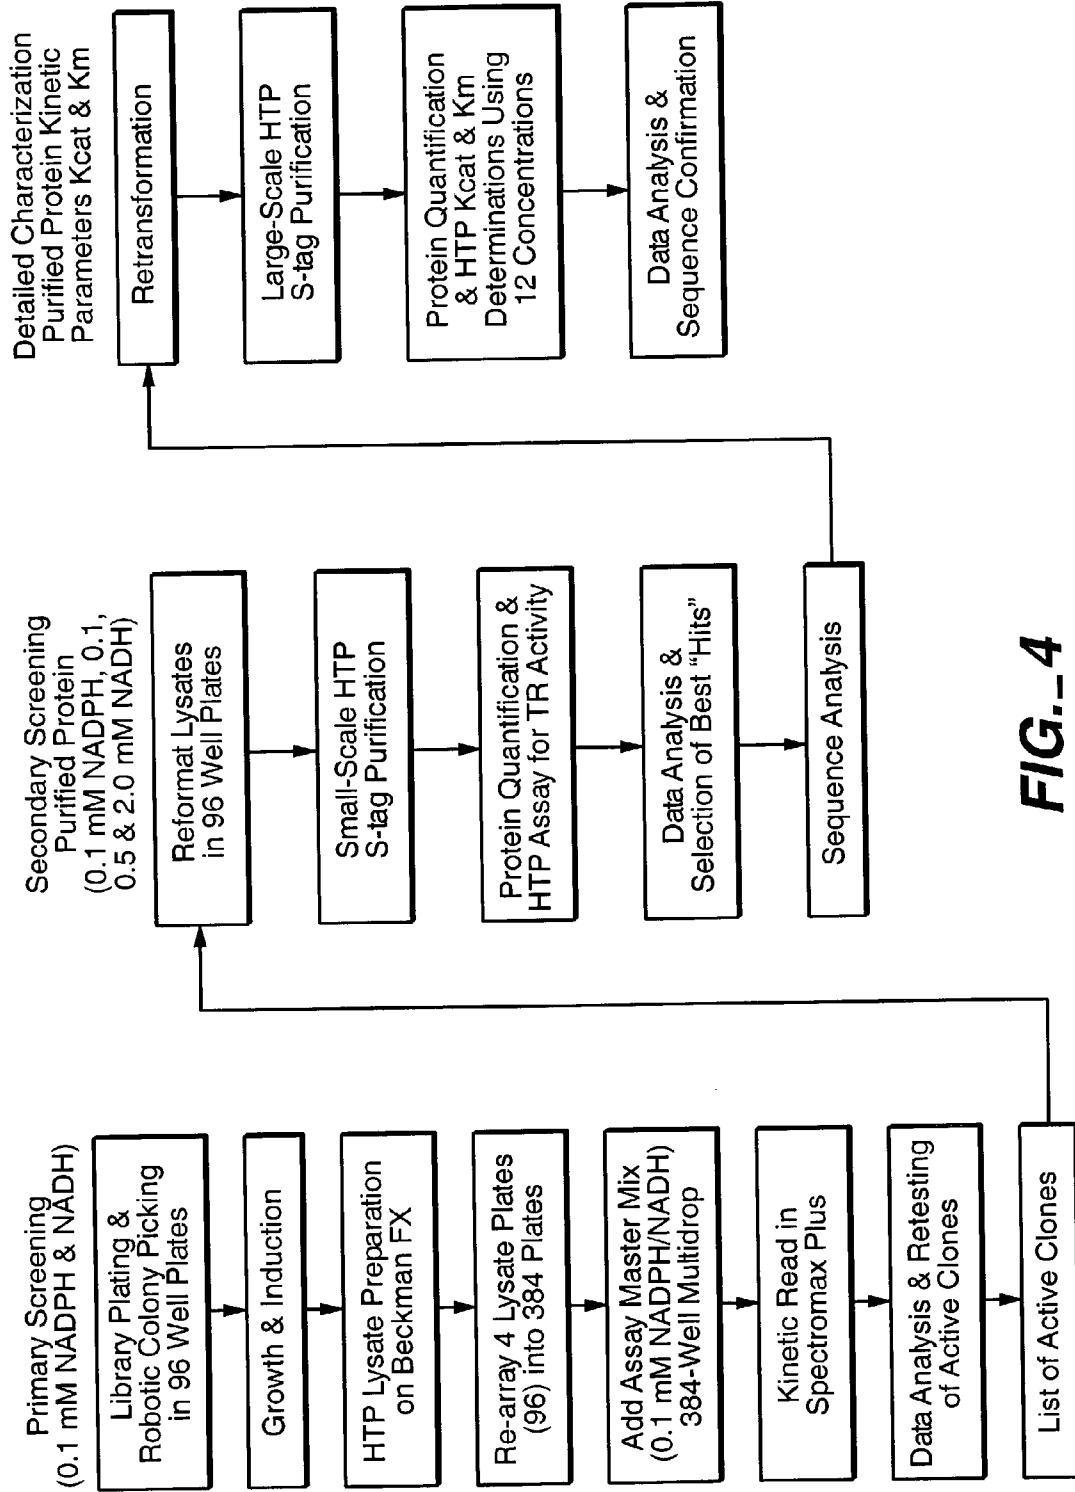 Primary Screening
(0.1 mM NADPH & NADH)
Library Plating &
Robotic Colony Picking
in 96 Well Plates
Growth & Induction
HTP Lysate Preparation
on Beckman FX
Re-array 4 Lysate Plates
(96) into 384 Plates
Add Assay Master Mix
(0.1 mM NADPH/NADH)
384-Well Multidrop
Kinetic Read in
Spectromax Plus
Data Analysis & Retesting
of Active Clones
List of Active Clones
Secondary Screening
Purified Protein
(0.1 mM NADPH, 0.1,
0.5 & 2.0 mM NADH)
Reformat Lysates
in 96 Well Plates
Small-Scale HTP
S-tag Purification
Protein Quantification &
HTP Assay for TR Activity
Data Analysis &
Selection of Best “Hits”
Sequence Analysis
Detailed Characterization
Purified Protein Kinetic
Parameters Kcat & Km
Retransformation
Large-Scale HTP
S-tag Purification
Protein Quantification
& HTP Kcat & Km
Determinations Using
12 Concentrations
Data Analysis &
Sequence Confirmation
FIG._4